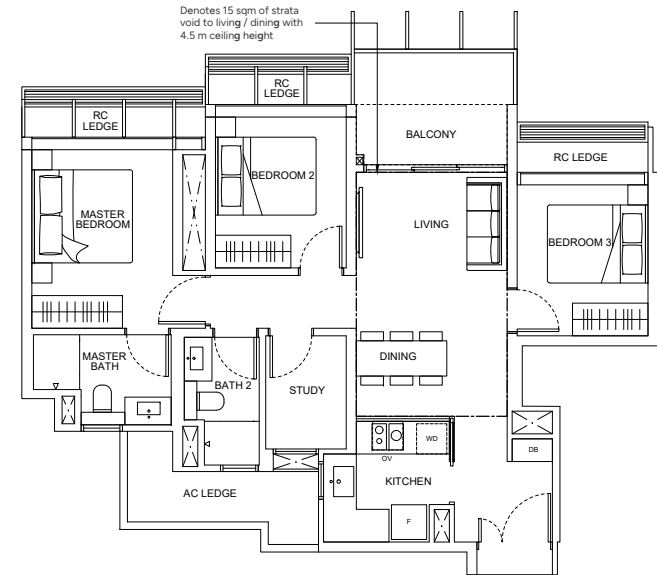 Denotes 15 sqm of strata
void to living / dining with
4.5 m ceiling height
RC
LEDGE
RC
LEDGE
BALCONY
RC LEDGE
BEDROOM 2
MASTER
BEDROOM
LIVING
BEDROOM 3
MASTER
BATH
BATH 2
STUDY
DINING
WD
OV
DB
KITCHEN
AC LEDGE
F